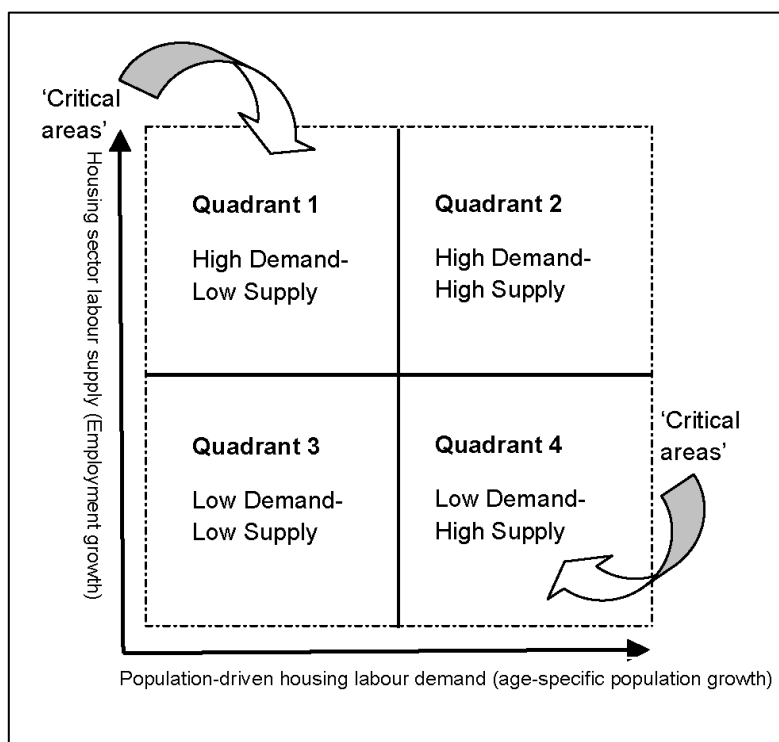 ‘Critical
areas’
Housing sector labour supply (Employment
growth)
Quadrant 1
High Demand-
Low Supply
Quadrant 2
High Demand-
High Supply
Quadrant 3
Low Demand-
Low Supply
Quadrant 4
Low Demand-
High Supply
‘Critical
areas’
Population-driven housing labour demand (age-specific population growth)